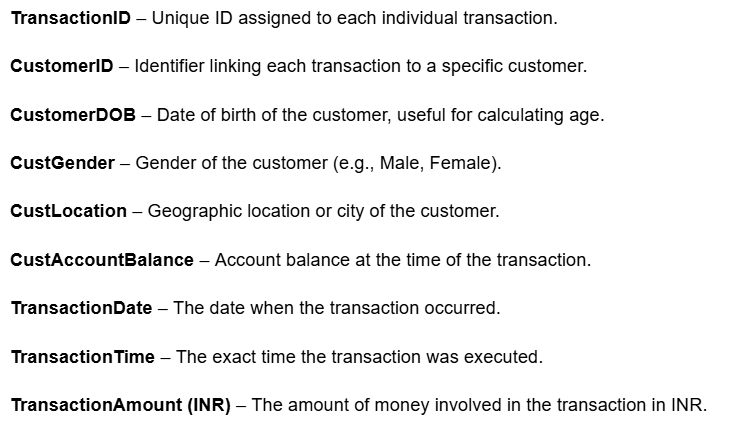 TransactionID – Unique ID assigned to each individual transaction.
CustomerID – Identifier linking each transaction to a specific customer.
CustomerDOB – Date of birth of the customer, useful for calculating age.
CustGender – Gender of the customer (e.g., Male, Female).
CustLocation – Geographic location or city of the customer.
CustAccountBalance – Account balance at the time of the transaction.
TransactionDate – The date when the transaction occurred.
TransactionTime – The exact time the transaction was executed.
TransactionAmount (INR) – The amount of money involved in the transaction in INR.